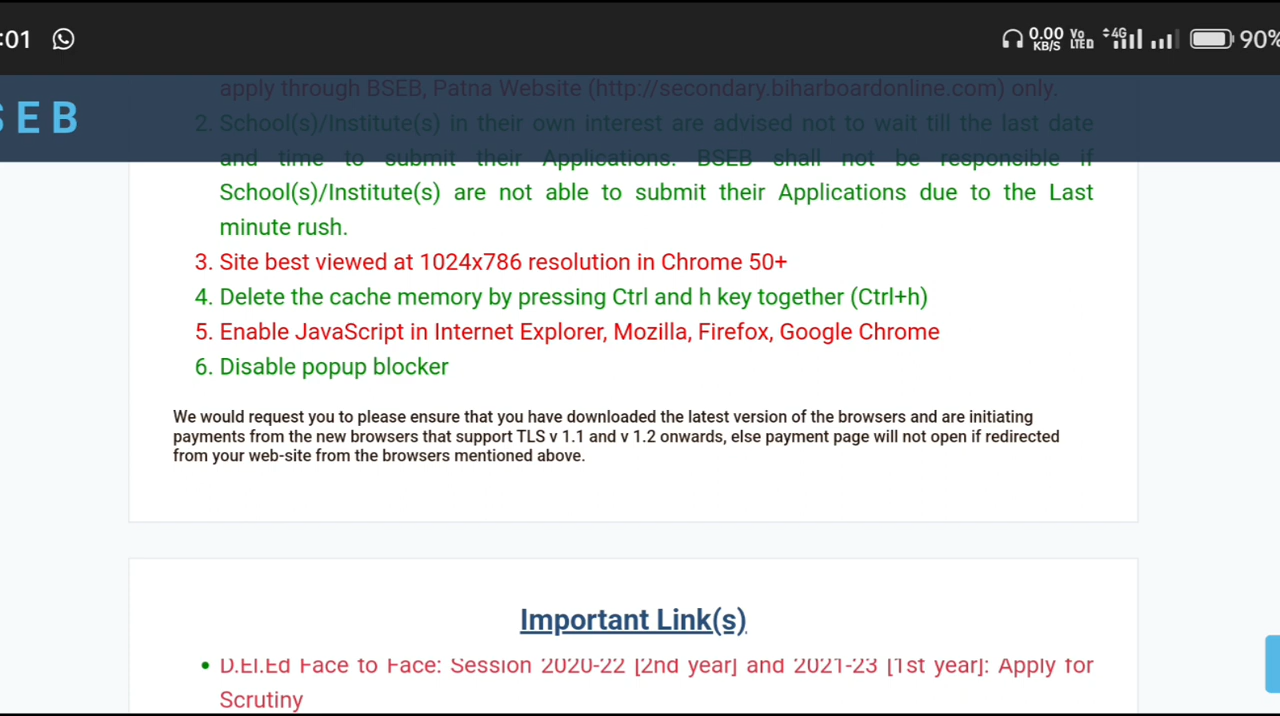 :01 0.00 KB/S Vo LTED 4G 90%
apply through BSEB, Patna Website (http://secondary.biharboardonline.com) only.
S E B
2. School(s)/Institute(s) in their own interest are advised not to wait till the last date
and time to submit their Applications. BSEB shall not be responsible if
School(s)/Institute(s) are not able to submit their Applications due to the Last
minute rush.
3. Site best viewed at 1024x786 resolution in Chrome 50+
4. Delete the cache memory by pressing Ctrl and h key together (Ctrl+h)
5. Enable JavaScript in Internet Explorer, Mozilla, Firefox, Google Chrome
6. Disable popup blocker
We would request you to please ensure that you have downloaded the latest version of the browsers and are initiating
payments from the new browsers that support TLS v 1.1 and v 1.2 onwards, else payment page will not open if redirected
from your web-site from the browsers mentioned above.
Important Link(s)
• D.El.Ed Face to Face: Session 2020-22 [2nd year] and 2021-23 [1st year]: Apply for
Scrutiny